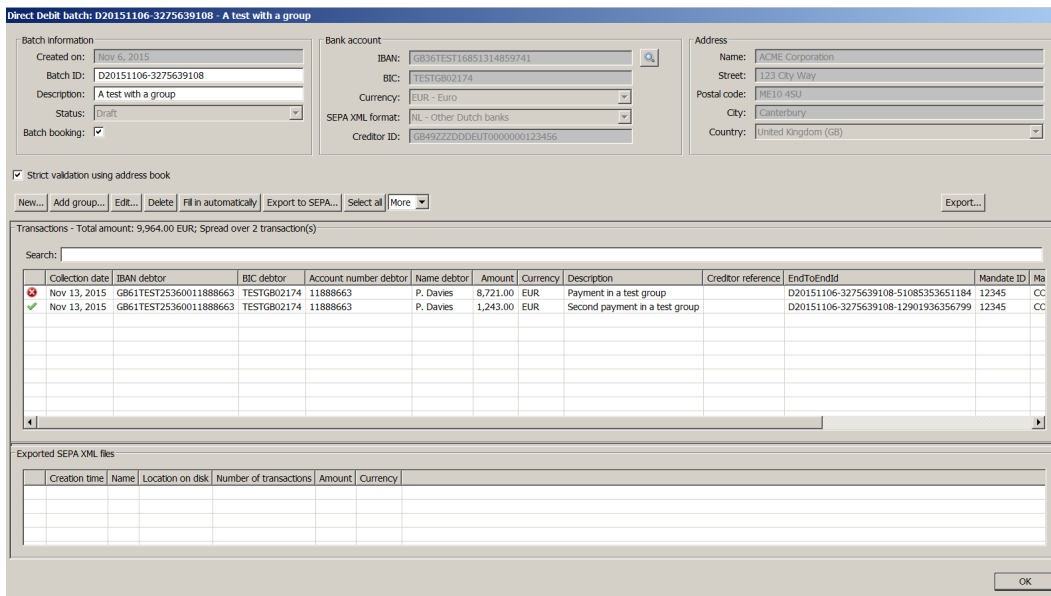 Direct Debit batch: D20151106-3275639108 - A test with a group
Batch information
Created on: Nov 6, 2015
Batch ID: D20151106-3275639108
Description: A test with a group
Status: Draft
Batch booking:
Bank account
IBAN: GB36TEST16851314859741
BIC: TESTGB02174
Currency: EUR - Euro
SEPA XML format: NL - Other Dutch banks
Creditor ID: GB49ZZZDDDEUT0000000123456
Address
Name: ACME Corporation
Street: 123 City Way
Postal code: ME10 4SU
City: Canterbury
Country: United Kingdom (GB)
Strict validation using address book
New... Add group... Edit... Delete Fill in automatically Export to SEPA... Select all More Export...
Transactions - Total amount: 9,964.00 EUR; Spread over 2 transaction(s)
Search:
Collection date IBAN debtor BIC debtor Account number debtor Name debtor Amount Currency Description Creditor reference EndToEndId Mandate ID Ma
Nov 13, 2015 GB61TEST25360011888663 TESTGB02174 11888663 P. Davies 8,721.00 EUR Payment in a test group D20151106-3275639108-51085353651184 12345 CO
Nov 13, 2015 GB61TEST25360011888663 TESTGB02174 11888663 P. Davies 1,243.00 EUR Second payment in a test group D20151106-3275639108-12901936356799 12345 CO
Exported SEPA XML files
Creation time Name Location on disk Number of transactions Amount Currency
OK